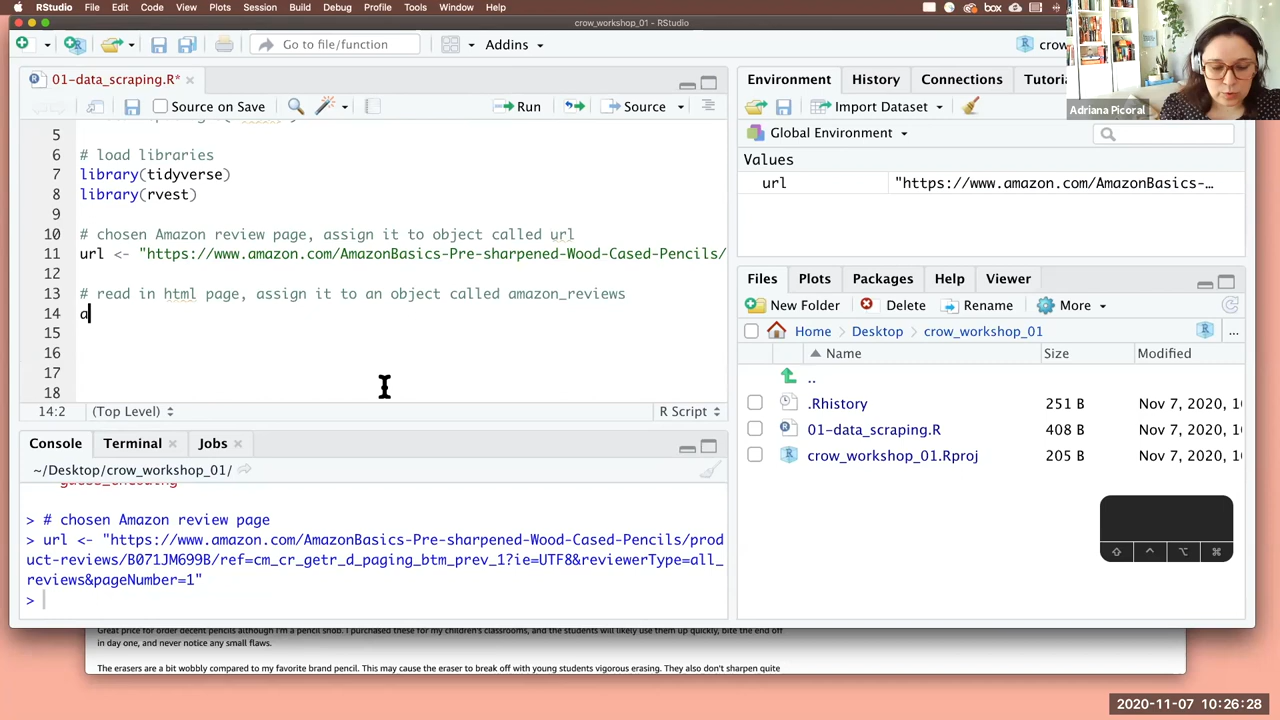 RStudio File Edit Code View Plots Session Build Debug Profile Tools Window Help box
crow_workshop_01 - RStudio
Go to file/function Addins
Adriana Picoral
01-data_scraping.R*
Source on Save Run Source
5
6 # load libraries
7 library(tidyverse)
8 library(rvest)
9
10 # chosen Amazon review page, assign it to object called url
11 url <- "https://www.amazon.com/AmazonBasics-Pre-sharpened-Wood-Cased-Pencils/
12
13 # read in html page, assign it to an object called amazon_reviews
14 a
15
16
17
18
14:2 (Top Level) R Script
Console Terminal Jobs
~/Desktop/crow_workshop_01/
guess_encoding
> # chosen Amazon review page
> url <- "https://www.amazon.com/AmazonBasics-Pre-sharpened-Wood-Cased-Pencils/prod
uct-reviews/B071JM699B/ref=cm_cr_getr_d_paging_btm_prev_1?ie=UTF8&reviewerType=all_
reviews&pageNumber=1"
>
Environment History Connections Tutoria
Import Dataset
Global Environment
Values
url "https://www.amazon.com/AmazonBasics-…
Files Plots Packages Help Viewer
New Folder Delete Rename More
Home Desktop crow_workshop_01 ...
Name Size Modified
..
.Rhistory 251 B Nov 7, 2020, 1
01-data_scraping.R 408 B Nov 7, 2020, 1
crow_workshop_01.Rproj 205 B Nov 7, 2020, 1
Great price for order decent pencils although I'm a pencil snob. I purchased these for my children's classrooms, and the students will likely use them up quickly, bite the end off
in day one, and never notice any small flaws.
The erasers are a bit wobbly compared to my favorite brand pencil. This may cause the eraser to break off with young students vigorous erasing. They also don't sharpen quite
2020-11-07 10:26:28